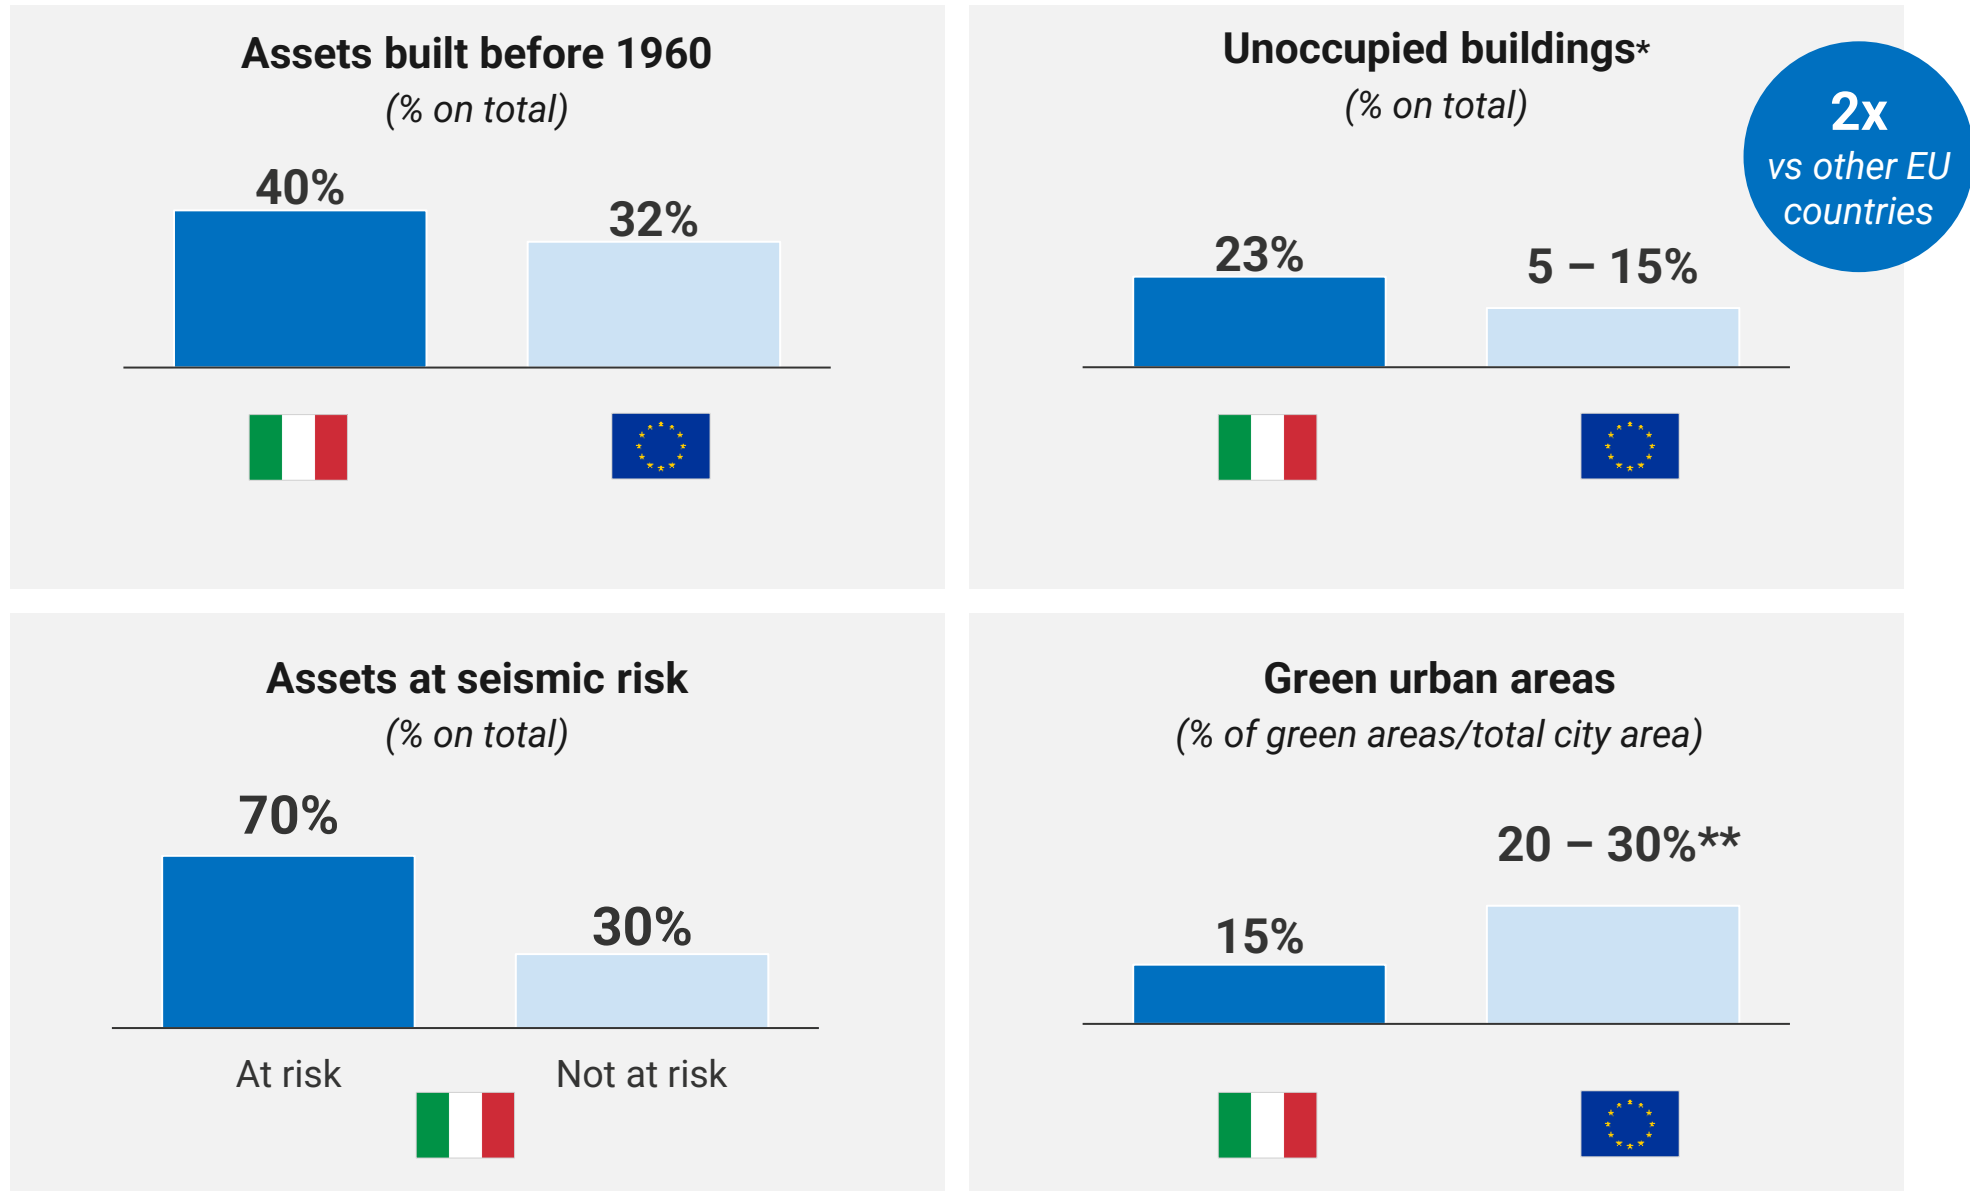 Assets built before 1960
(% on total)
40%
32%
Unoccupied buildings*
(% on total)
2x
vs other EU
countries
23%
5 – 15%
Assets at seismic risk
(% on total)
70%
30%
At risk
Not at risk
Green urban areas
(% of green areas/total city area)
15%
20 – 30%**